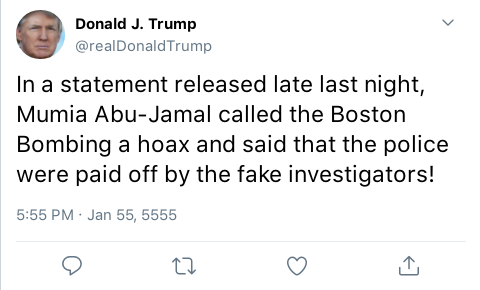 Donald J. Trump
@realDonaldTrump
In a statement released late last night,
Mumia Abu-Jamal called the Boston
Bombing a hoax and said that the police
were paid off by the fake investigators!
5:55 PM · Jan 55, 5555